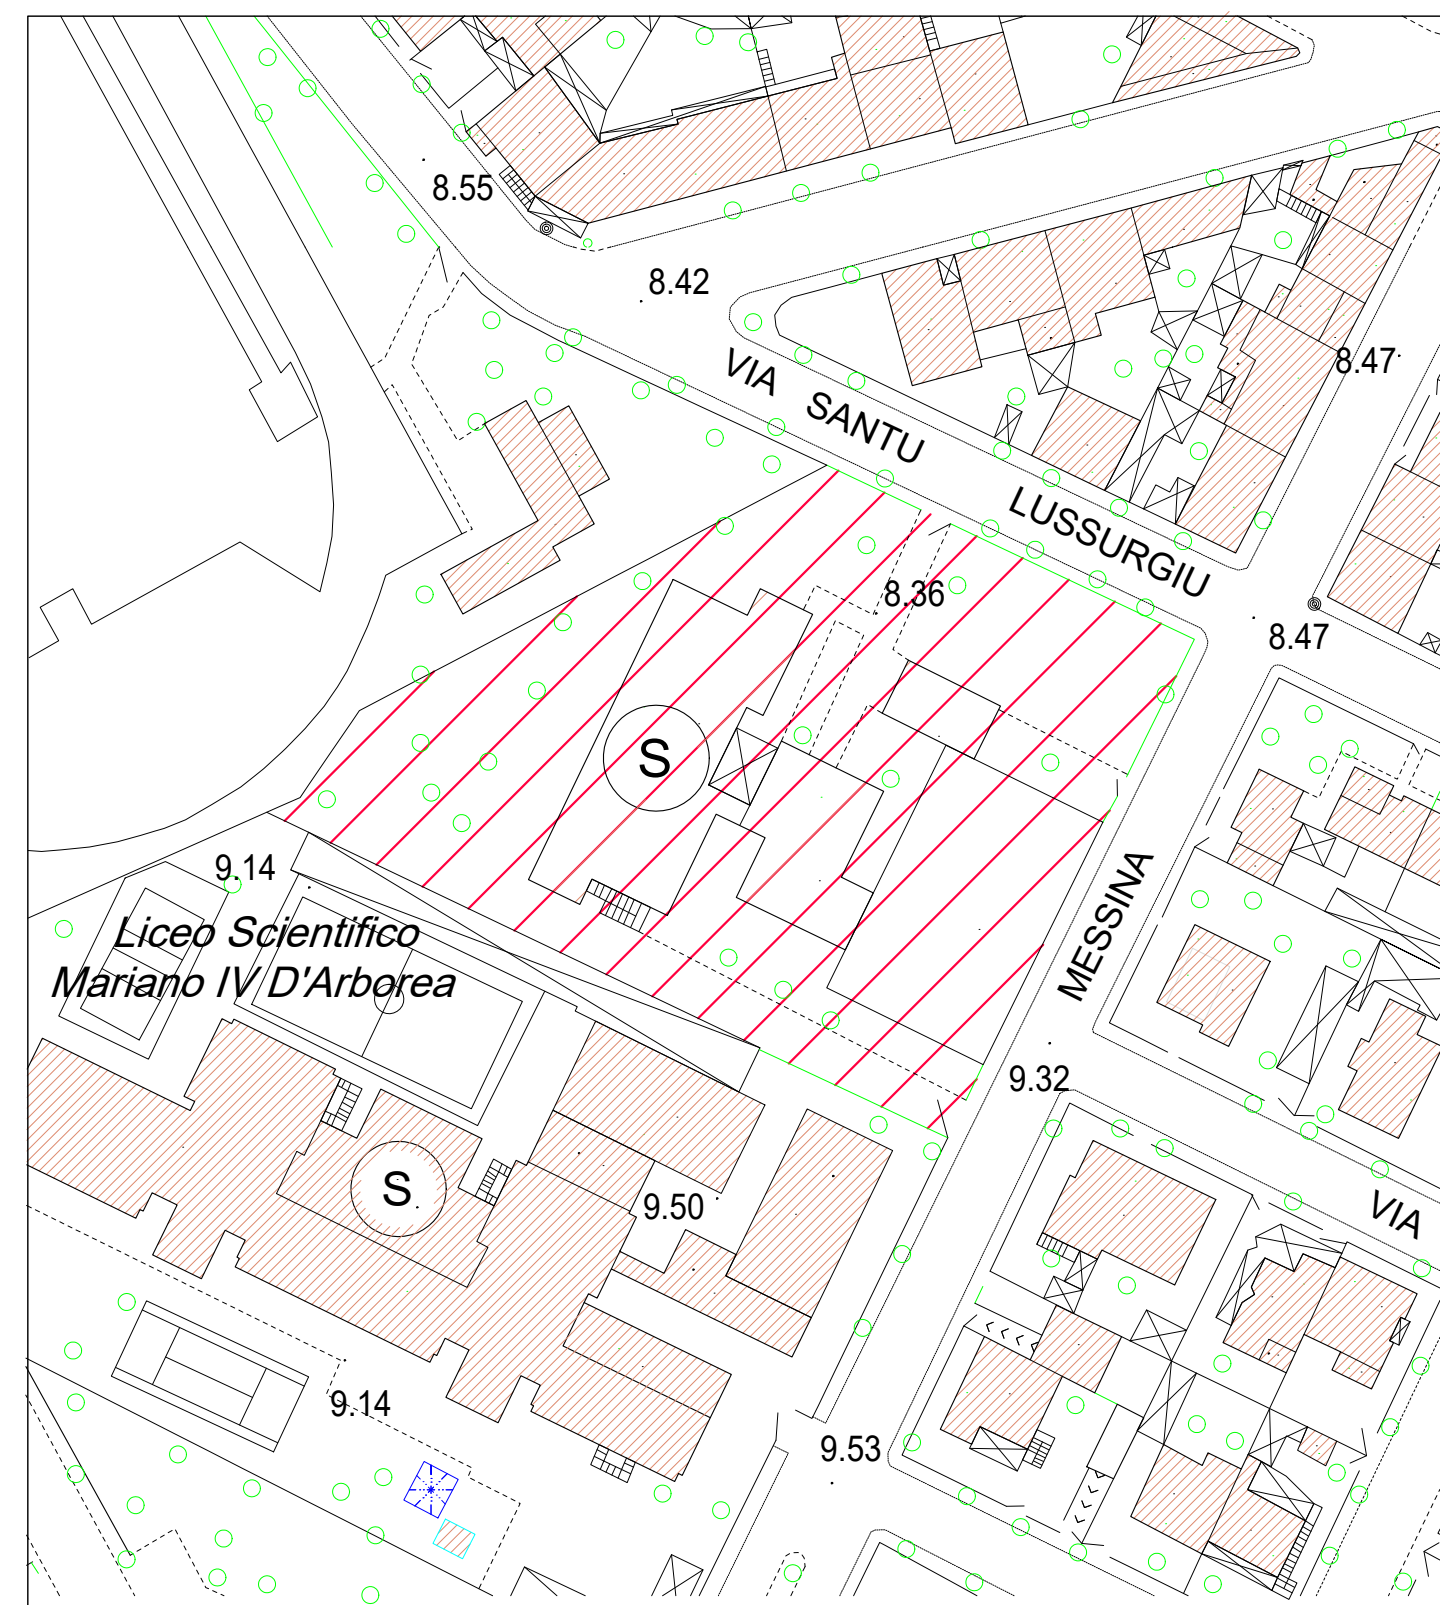 8.55
8.42
VIA SANTU LUSSURGIU
8.47
8.36
8.47
S
9.14
Liceo Scientifico
Mariano IV D'Arborea
MESSINA
9.32
S
9.50
VIA
9.14
9.53